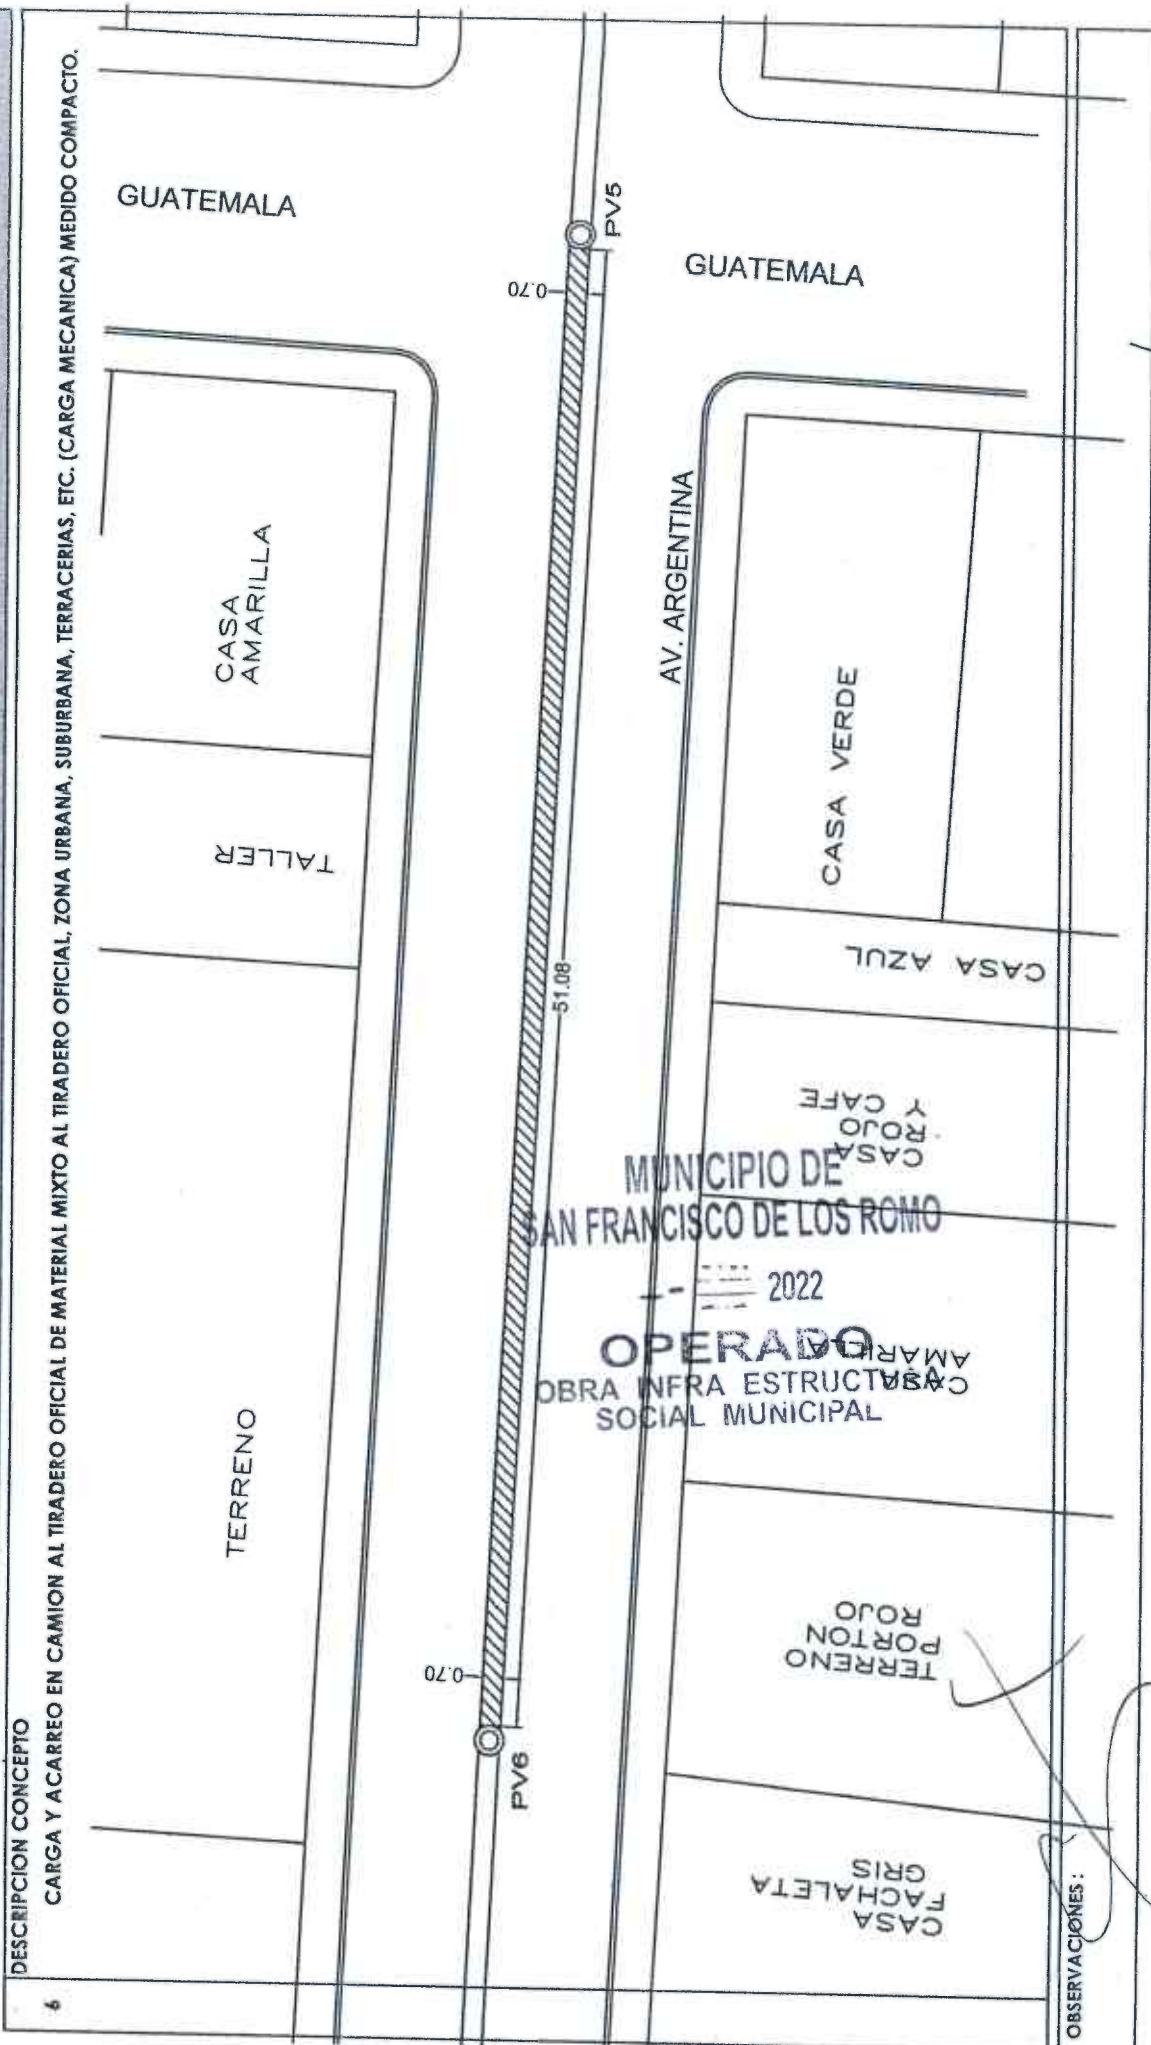 DESCRIPCION CONCEPTO
6
CARGA Y ACARREO EN CAMION AL TIRADERO OFICIAL DE MATERIAL MIXTO AL TIRADERO OFICIAL, ZONA URBANA, SUBURBANA, TERRACERIAS, ETC. (CARGA MECANICA) MEDIDO COMPACTO.
GUATEMALA
CASA
AMARILLA
TALLER
TERRENO
0.70
PV5
GUATEMALA
51.08
0.70
PV6
AV. ARGENTINA
CASA VERDE
CASA AZUL
CASA
ROJO
Y CAFE
CASA
AMARILLA
TERRENO
PORTON
ROJO
CASA
FACHALETA
GRIS
MUNICIPIO DE
SAN FRANCISCO DE LOS ROMO
2022
OPERADO
OBRA INFRA ESTRUCTURA
SOCIAL MUNICIPAL
OBSERVACIONES :